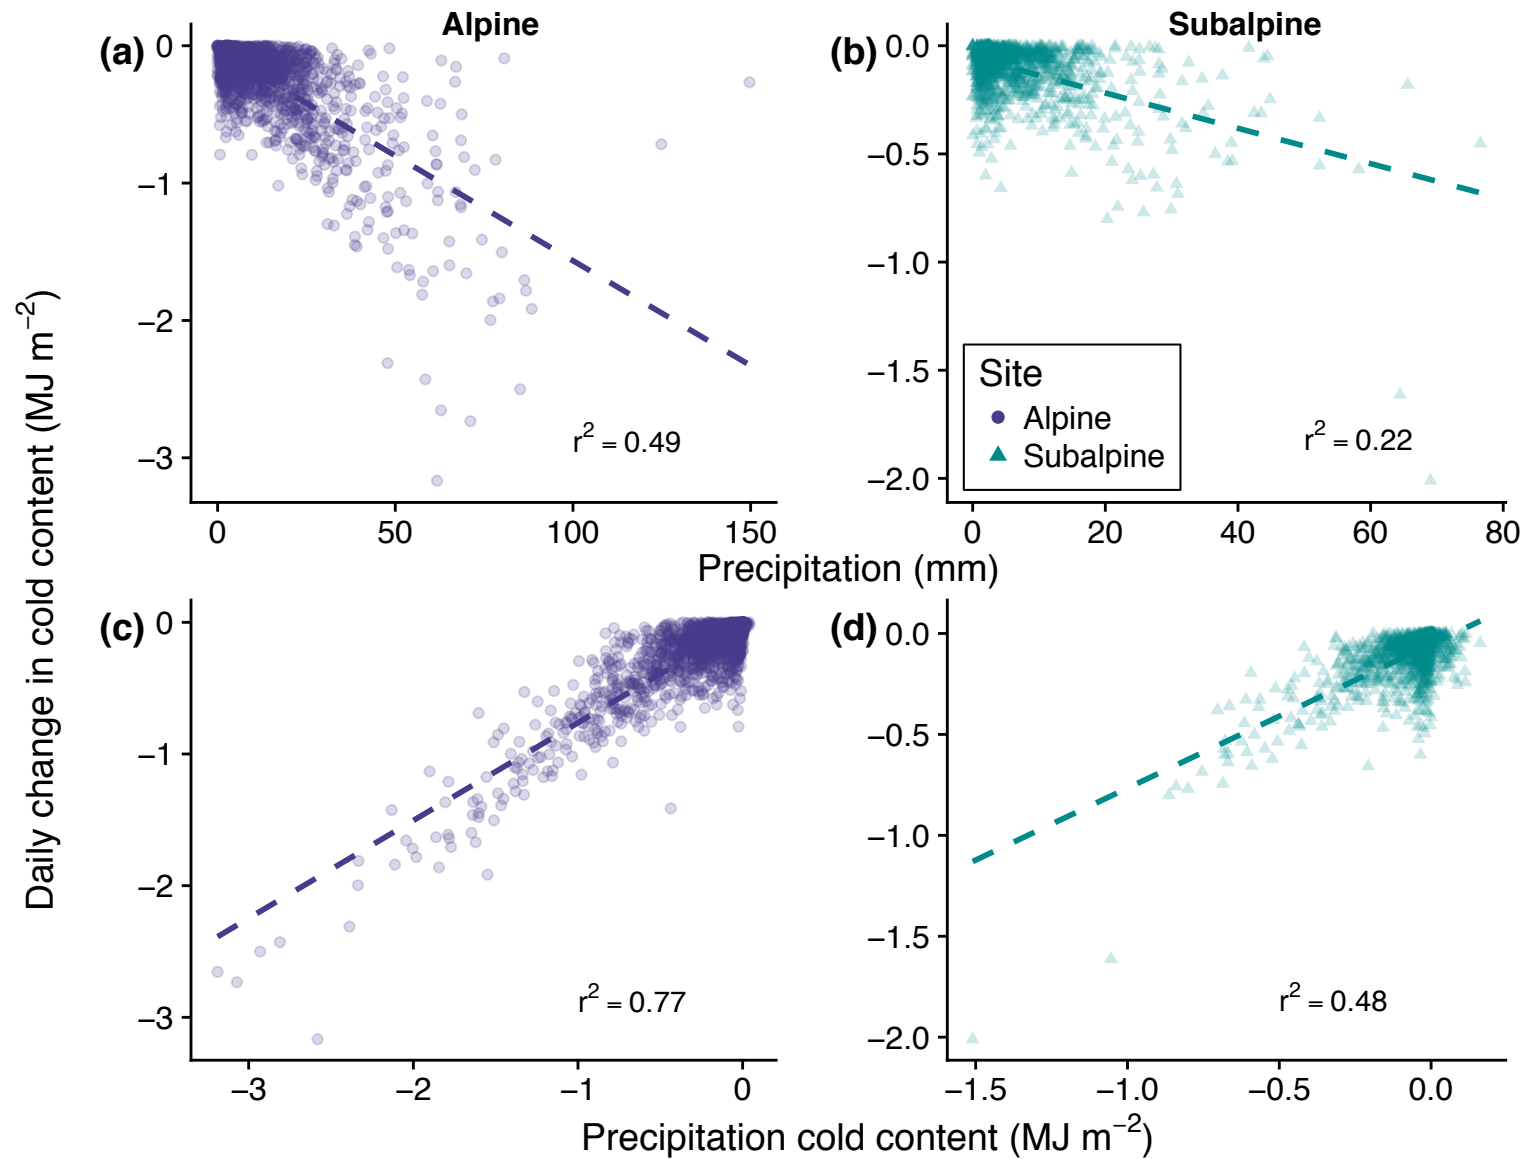 Alpine
Subalpine
(a)
(b)
0
−1
−2
−3
0.0
−0.5
−1.0
−1.5
−2.0
Site
Alpine
Subalpine
r² = 0.49
r² = 0.22
0 50 100 150
0 20 40 60 80
Precipitation (mm)
Daily change in cold content (MJ m⁻²)
(c)
(d)
0
−1
−2
−3
0.0
−0.5
−1.0
−1.5
−2.0
r² = 0.77
r² = 0.48
−3 −2 −1 0
−1.5 −1.0 −0.5 0.0
Precipitation cold content (MJ m⁻²)